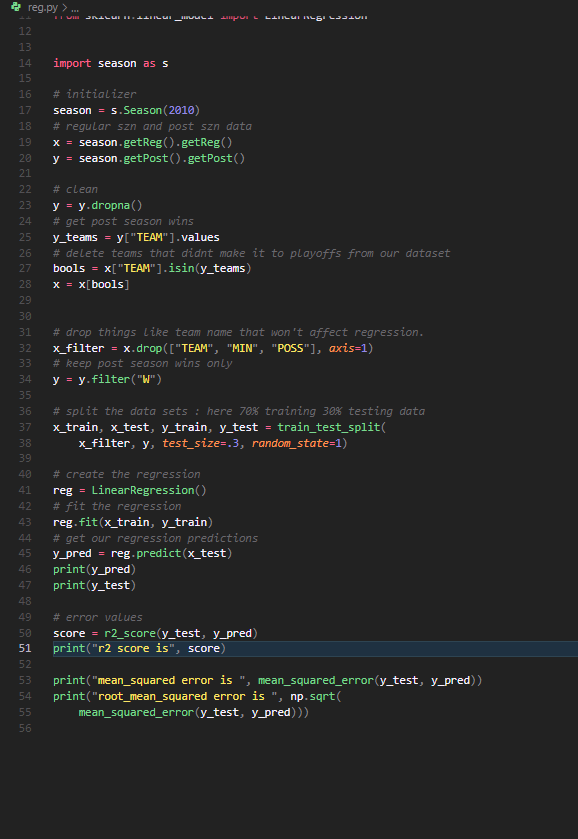 reg.py > ...
from sklearn.linear_model import LinearRegression
12
13
14 import season as s
15
16 # initializer
17 season = s.Season(2010)
18 # regular szn and post szn data
19 x = season.getReg().getReg()
20 y = season.getPost().getPost()
21
22 # clean
23 y = y.dropna()
24 # get post season wins
25 y_teams = y["TEAM"].values
26 # delete teams that didnt make it to playoffs from our dataset
27 bools = x["TEAM"].isin(y_teams)
28 x = x[bools]
29
30
31 # drop things like team name that won't affect regression.
32 x_filter = x.drop(["TEAM", "MIN", "POSS"], axis=1)
33 # keep post season wins only
34 y = y.filter("W")
35
36 # split the data sets : here 70% training 30% testing data
37 x_train, x_test, y_train, y_test = train_test_split(
38     x_filter, y, test_size=.3, random_state=1)
39
40 # create the regression
41 reg = LinearRegression()
42 # fit the regression
43 reg.fit(x_train, y_train)
44 # get our regression predictions
45 y_pred = reg.predict(x_test)
46 print(y_pred)
47 print(y_test)
48
49 # error values
50 score = r2_score(y_test, y_pred)
51 print("r2 score is", score)
52
53 print("mean_squared error is ", mean_squared_error(y_test, y_pred))
54 print("root_mean_squared error is ", np.sqrt(
55     mean_squared_error(y_test, y_pred)))
56